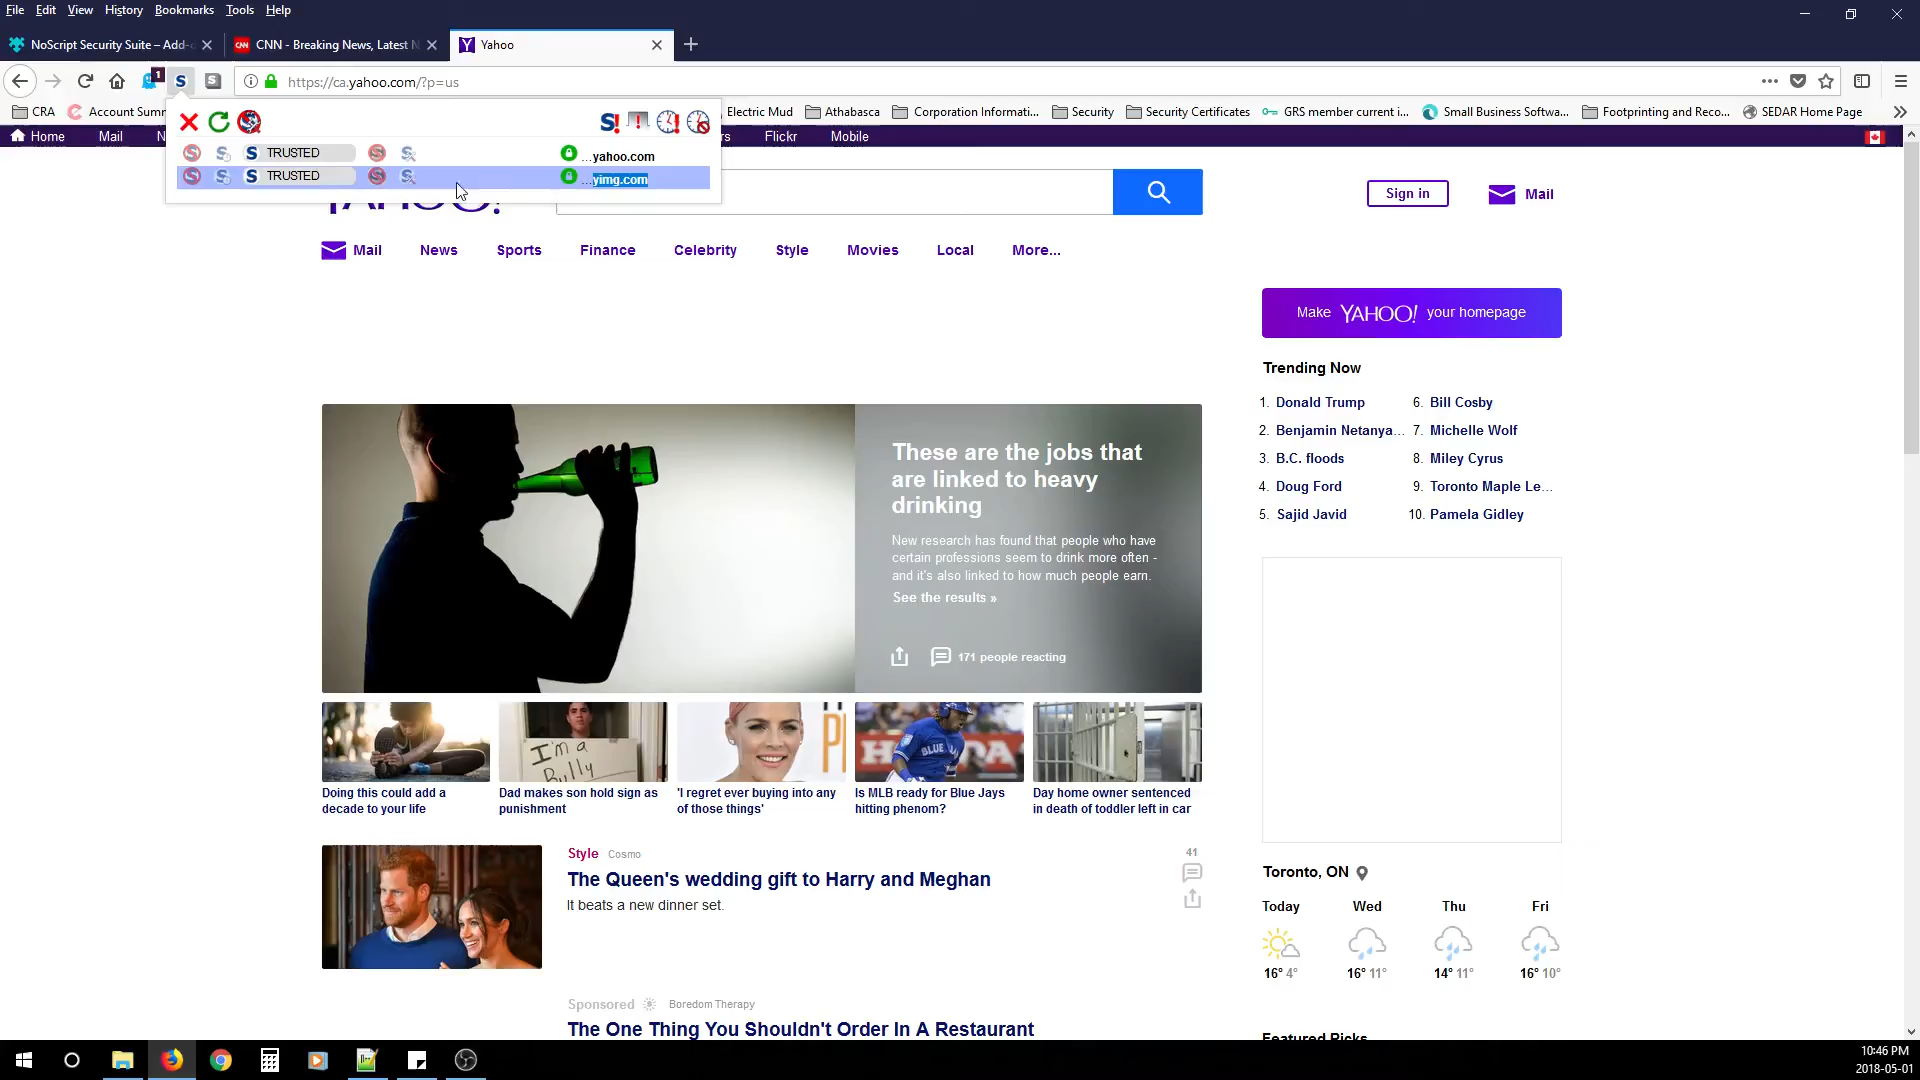 File Edit View History Bookmarks Tools Help
NoScript Security Suite – Add-
CNN - Breaking News, Latest N
Yahoo
1
https://ca.yahoo.com/?p=us
CRA
Account Summ
Electric Mud
Athabasca
Corporation Informati...
Security
Security Certificates
GRS member current i...
Small Business Softwa...
Footprinting and Reco...
SEDAR Home Page
Home
Mail
Flickr
Mobile
TRUSTED
...yahoo.com
TRUSTED
...yimg.com
Sign in
Mail
Mail News Sports Finance Celebrity Style Movies Local More...
Make YAHOO! your homepage
Trending Now
1. Donald Trump
2. Benjamin Netanya...
3. B.C. floods
4. Doug Ford
5. Sajid Javid
6. Bill Cosby
7. Michelle Wolf
8. Miley Cyrus
9. Toronto Maple Le...
10. Pamela Gidley
These are the jobs that
are linked to heavy
drinking
New research has found that people who have
certain professions seem to drink more often -
and it's also linked to how much people earn.
See the results »
171 people reacting
I'm a
Bully
BLUE JAYS
Doing this could add a
decade to your life
Dad makes son hold sign as
punishment
'I regret ever buying into any
of those things'
Is MLB ready for Blue Jays
hitting phenom?
Day home owner sentenced
in death of toddler left in car
Style Cosmo
The Queen's wedding gift to Harry and Meghan
It beats a new dinner set.
41
Sponsored Boredom Therapy
The One Thing You Shouldn't Order In A Restaurant
Toronto, ON
Today Wed Thu Fri
16° 4° 16° 11° 14° 11° 16° 10°
Featured Picks
10:46 PM
2018-05-01